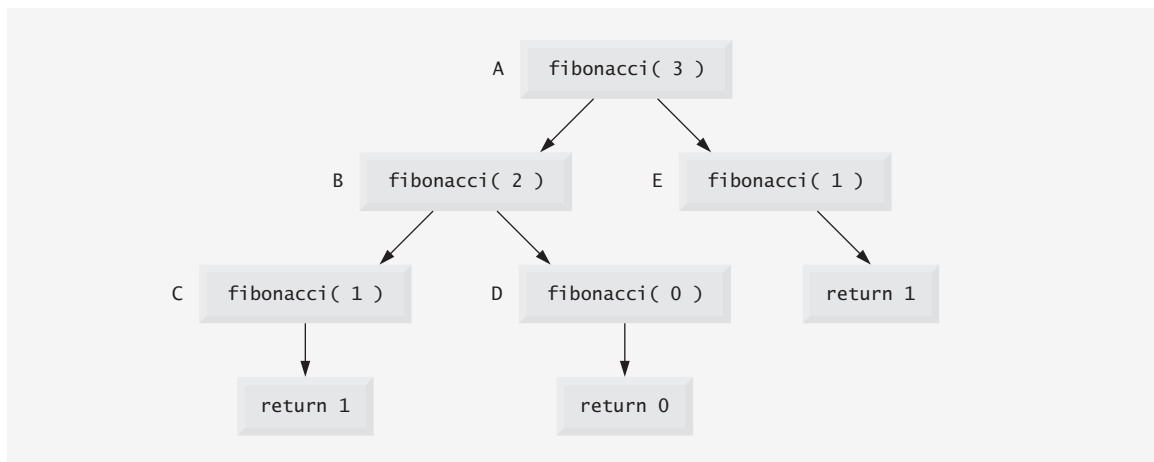 A fibonacci( 3 )
B fibonacci( 2 ) E fibonacci( 1 )
C fibonacci( 1 ) D fibonacci( 0 ) return 1
return 1 return 0